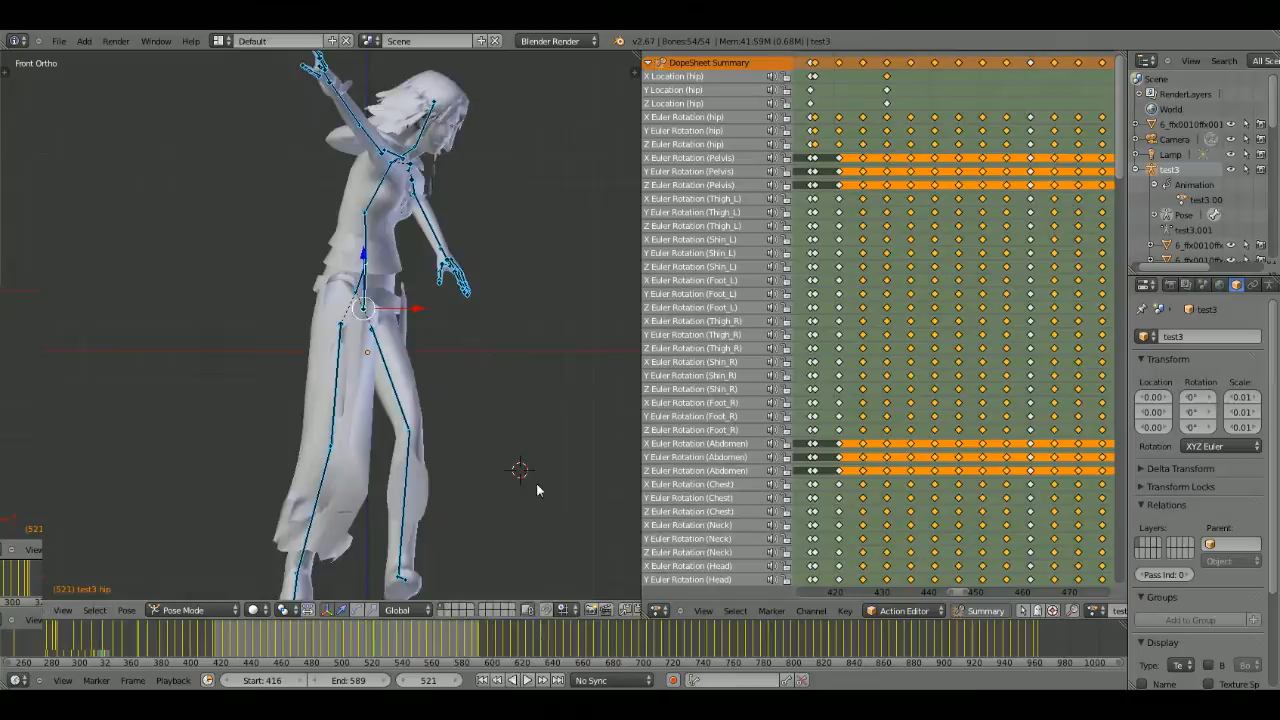 File Add Render Window Help Default Scene Blender Render v2.67 | Bones:54/54 | Mem:41.59M (0.68M) | test3
Front Ortho
(521) test3 hip
(521
View
300
View Select Pose Pose Mode Global
DopeSheet Summary
X Location (hip)
Y Location (hip)
Z Location (hip)
X Euler Rotation (hip)
Y Euler Rotation (hip)
Z Euler Rotation (hip)
X Euler Rotation (Pelvis)
Y Euler Rotation (Pelvis)
Z Euler Rotation (Pelvis)
X Euler Rotation (Thigh_L)
Y Euler Rotation (Thigh_L)
Z Euler Rotation (Thigh_L)
X Euler Rotation (Shin_L)
Y Euler Rotation (Shin_L)
Z Euler Rotation (Shin_L)
X Euler Rotation (Foot_L)
Y Euler Rotation (Foot_L)
Z Euler Rotation (Foot_L)
X Euler Rotation (Thigh_R)
Y Euler Rotation (Thigh_R)
Z Euler Rotation (Thigh_R)
X Euler Rotation (Shin_R)
Y Euler Rotation (Shin_R)
Z Euler Rotation (Shin_R)
X Euler Rotation (Foot_R)
Y Euler Rotation (Foot_R)
Z Euler Rotation (Foot_R)
X Euler Rotation (Abdomen)
Y Euler Rotation (Abdomen)
Z Euler Rotation (Abdomen)
X Euler Rotation (Chest)
Y Euler Rotation (Chest)
Z Euler Rotation (Chest)
X Euler Rotation (Neck)
Y Euler Rotation (Neck)
Z Euler Rotation (Neck)
X Euler Rotation (Head)
Y Euler Rotation (Head)
420 430 440 450 460 470
View Select Marker Channel Key Action Editor Summary test
View Search All Sce
Scene
RenderLayers
World
6_ffx0010ffx001
Camera
Lamp
test3
Animation
test3.00
Pose
test3.001
6_ffx0010ffx
6_ffx0010ffx
test3
test3
Transform
Location Rotation Scale:
0.00 0° 0.01
0.00 0° 0.01
0.00 0° 0.01
Rotation XYZ Euler
Delta Transform
Transform Locks
Relations
Layers: Parent:
Object
Pass Ind: 0
Groups
Add to Group
Display
Type: Te B Bo
Name Texture Sp
View
260 280 300 32 340 360 380 400 420 440 460 480 500 520 540 560 580 600 620 640 660 680 700 720 740 760 780 800 820 840 860 880 900 920 940 960 980 1000
View Marker Frame Playback Start: 416 End: 589 521 No Sync